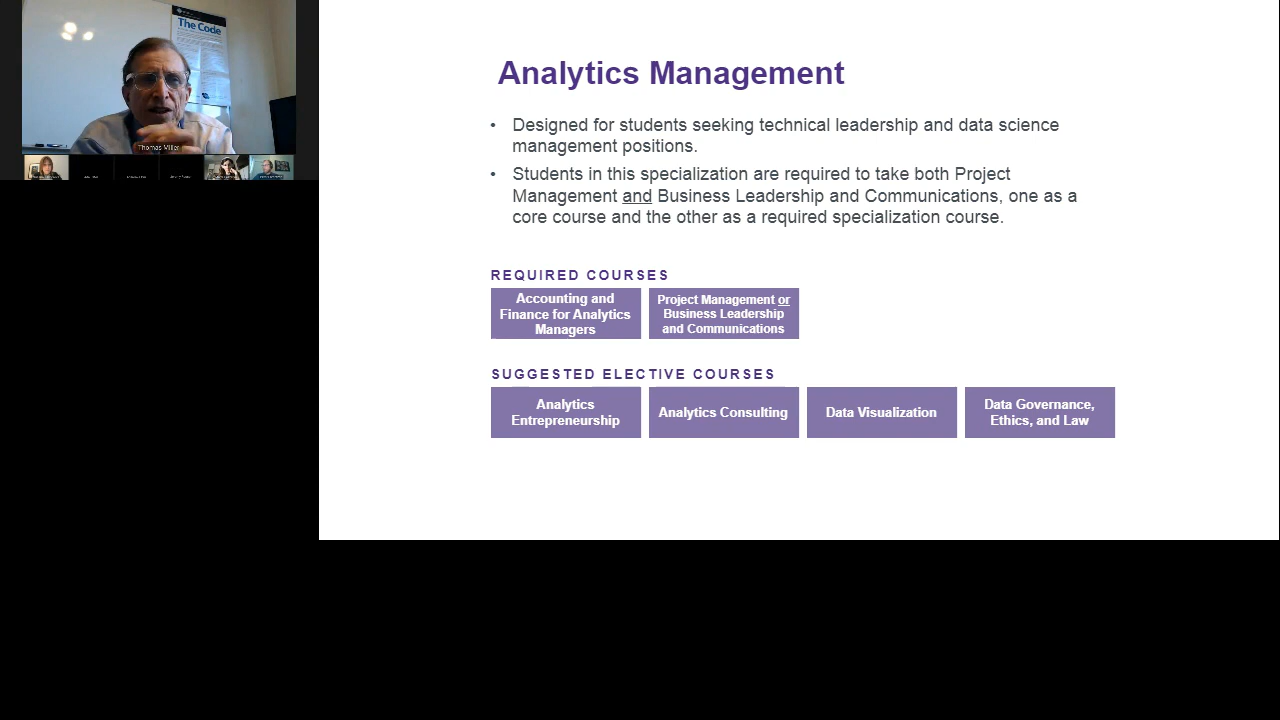 The Code
Thomas Miller
Analytics Management
• Designed for students seeking technical leadership and data science
management positions.
• Students in this specialization are required to take both Project
Management and Business Leadership and Communications, one as a
core course and the other as a required specialization course.
REQUIRED COURSES
Accounting and
Finance for Analytics
Managers
Project Management or
Business Leadership
and Communications
SUGGESTED ELECTIVE COURSES
Analytics
Entrepreneurship
Analytics Consulting
Data Visualization
Data Governance,
Ethics, and Law